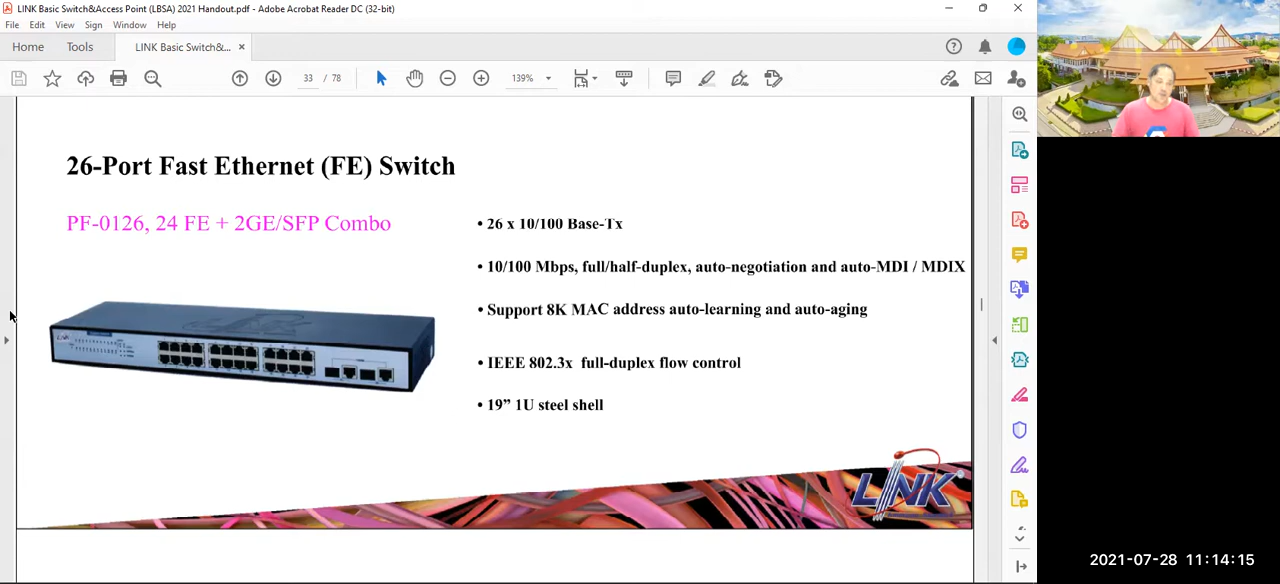 LINK Basic Switch&Access Point (LBSA) 2021 Handout.pdf - Adobe Acrobat Reader DC (32-bit)
File Edit View Sign Window Help
Home Tools LINK Basic Switch&... ×
33 / 78 139%
26-Port Fast Ethernet (FE) Switch
PF-0126, 24 FE + 2GE/SFP Combo
• 26 x 10/100 Base-Tx
• 10/100 Mbps, full/half-duplex, auto-negotiation and auto-MDI / MDIX
• Support 8K MAC address auto-learning and auto-aging
• IEEE 802.3x full-duplex flow control
• 19” 1U steel shell
LINK
LINK
2021-07-28 11:14:15